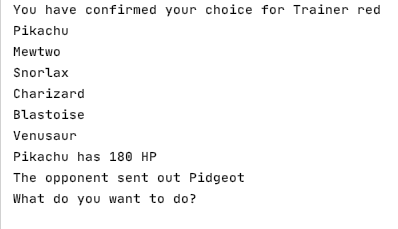 You have confirmed your choice for Trainer red
Pikachu
Mewtwo
Snorlax
Charizard
Blastoise
Venusaur
Pikachu has 180 HP
The opponent sent out Pidgeot
What do you want to do?